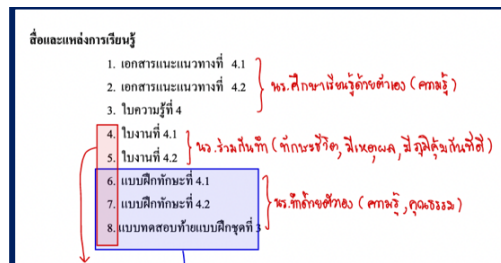 สื่อและแหล่งการเรียนรู้
1. เอกสารแนะแนวทางที่ 4.1
2. เอกสารแนะแนวทางที่ 4.2
3. ใบความรู้ที่ 4
นร.ศึกษาเรียนรู้ด้วยตัวเอง (ความรู้)
4. ใบงานที่ 4.1
5. ใบงานที่ 4.2
นร.ร่วมกันทำ (ทักษะชีวิต, มีเหตุผล, มีภูมิคุ้มกันที่ดี)
6. แบบฝึกทักษะที่ 4.1
7. แบบฝึกทักษะที่ 4.2
8. แบบทดสอบท้ายแบบฝึกชุดที่ 3
นร.ทำด้วยตัวเอง (ความรู้, คุณธรรม)